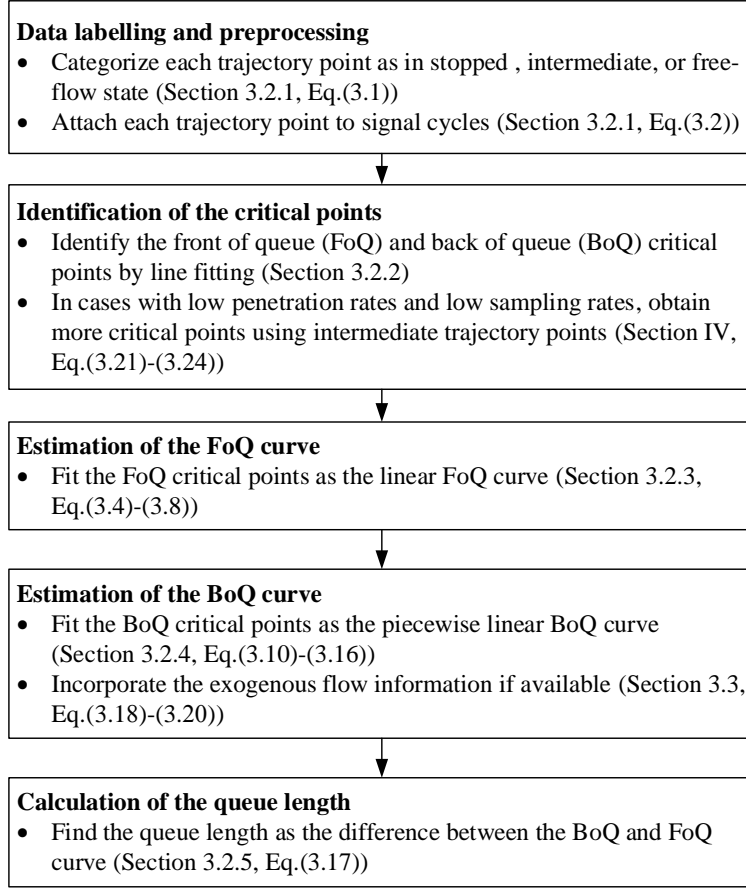 Data labelling and preprocessing
• Categorize each trajectory point as in stopped , intermediate, or free-
flow state (Section 3.2.1, Eq.(3.1))
• Attach each trajectory point to signal cycles (Section 3.2.1, Eq.(3.2))
Identification of the critical points
• Identify the front of queue (FoQ) and back of queue (BoQ) critical
points by line fitting (Section 3.2.2)
• In cases with low penetration rates and low sampling rates, obtain
more critical points using intermediate trajectory points (Section IV,
Eq.(3.21)-(3.24))
Estimation of the FoQ curve
• Fit the FoQ critical points as the linear FoQ curve (Section 3.2.3,
Eq.(3.4)-(3.8))
Estimation of the BoQ curve
• Fit the BoQ critical points as the piecewise linear BoQ curve
(Section 3.2.4, Eq.(3.10)-(3.16))
• Incorporate the exogenous flow information if available (Section 3.3,
Eq.(3.18)-(3.20))
Calculation of the queue length
• Find the queue length as the difference between the BoQ and FoQ
curve (Section 3.2.5, Eq.(3.17))